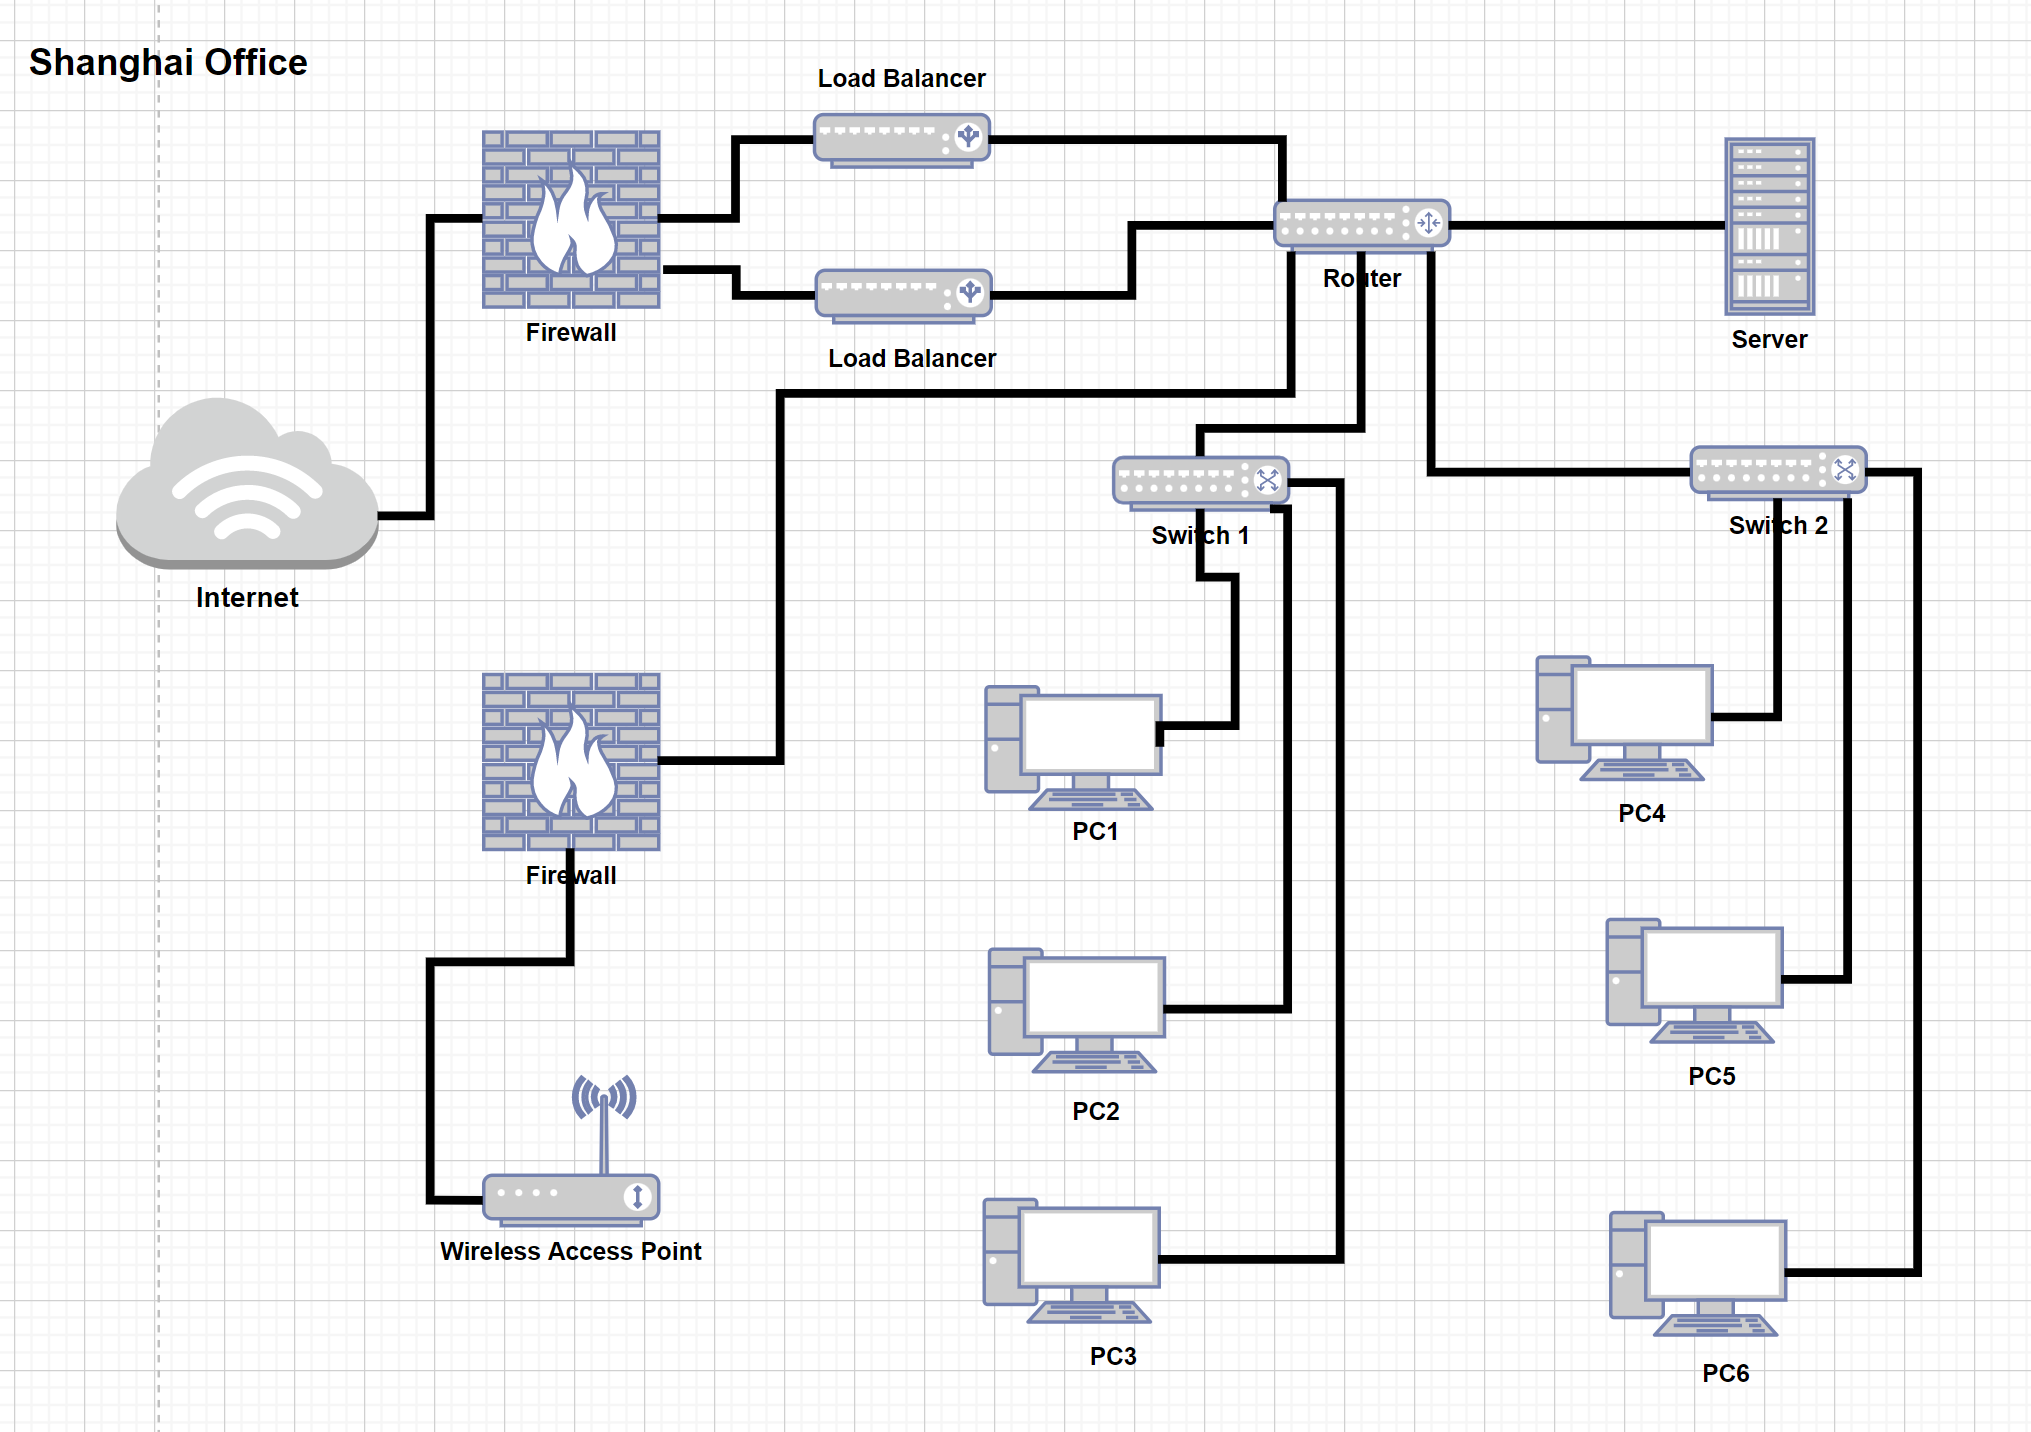 Shanghai Office
Load Balancer
Firewall
Load Balancer
Router
Server
Internet
Switch 1
Switch 2
Firewall
PC1
PC4
PC2
PC5
Wireless Access Point
PC3
PC6